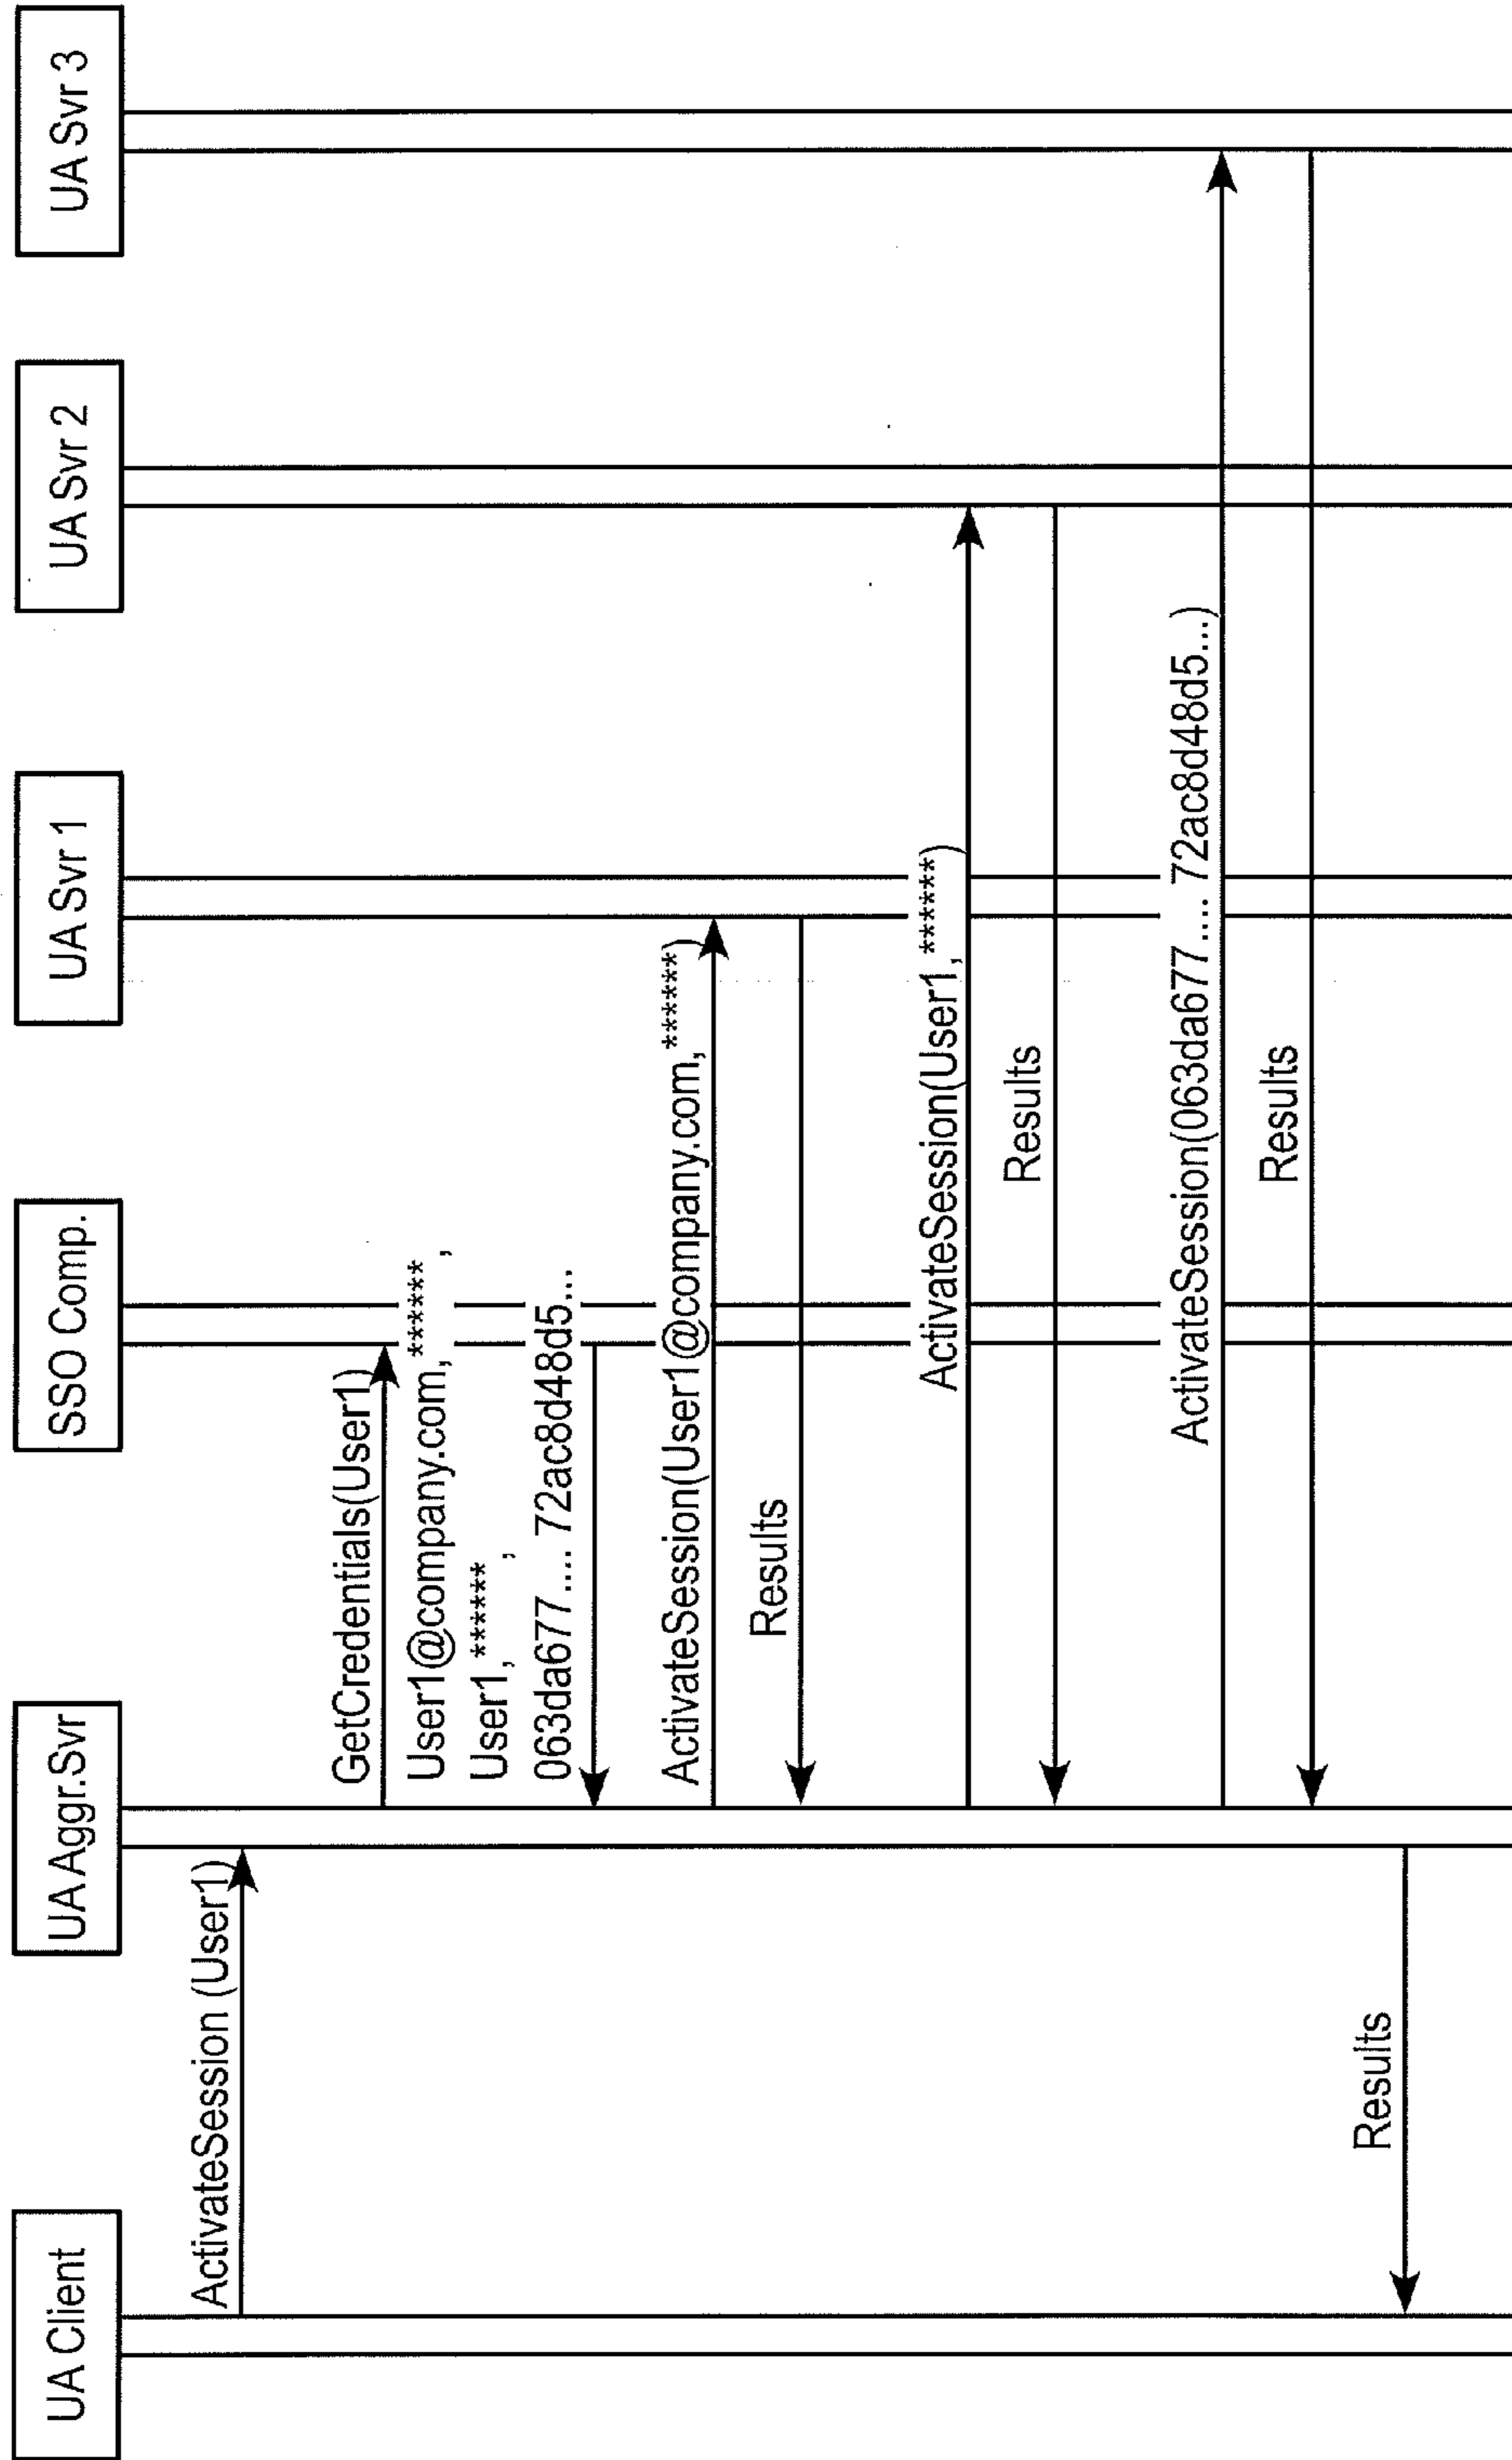 UA Client
UA Aggr.Svr
SSO Comp.
UA Svr 1
UA Svr 2
UA Svr 3
ActivateSession (User1)
GetCredentials(User1)
User1@company.com, ****** ,
User1, ****** ,
063da677.... 72ac8d48d5...
ActivateSession(User1@company.com, ******)
Results
ActivateSession(User1, ******)
Results
ActivateSession(063da677.... 72ac8d48d5...)
Results
Results